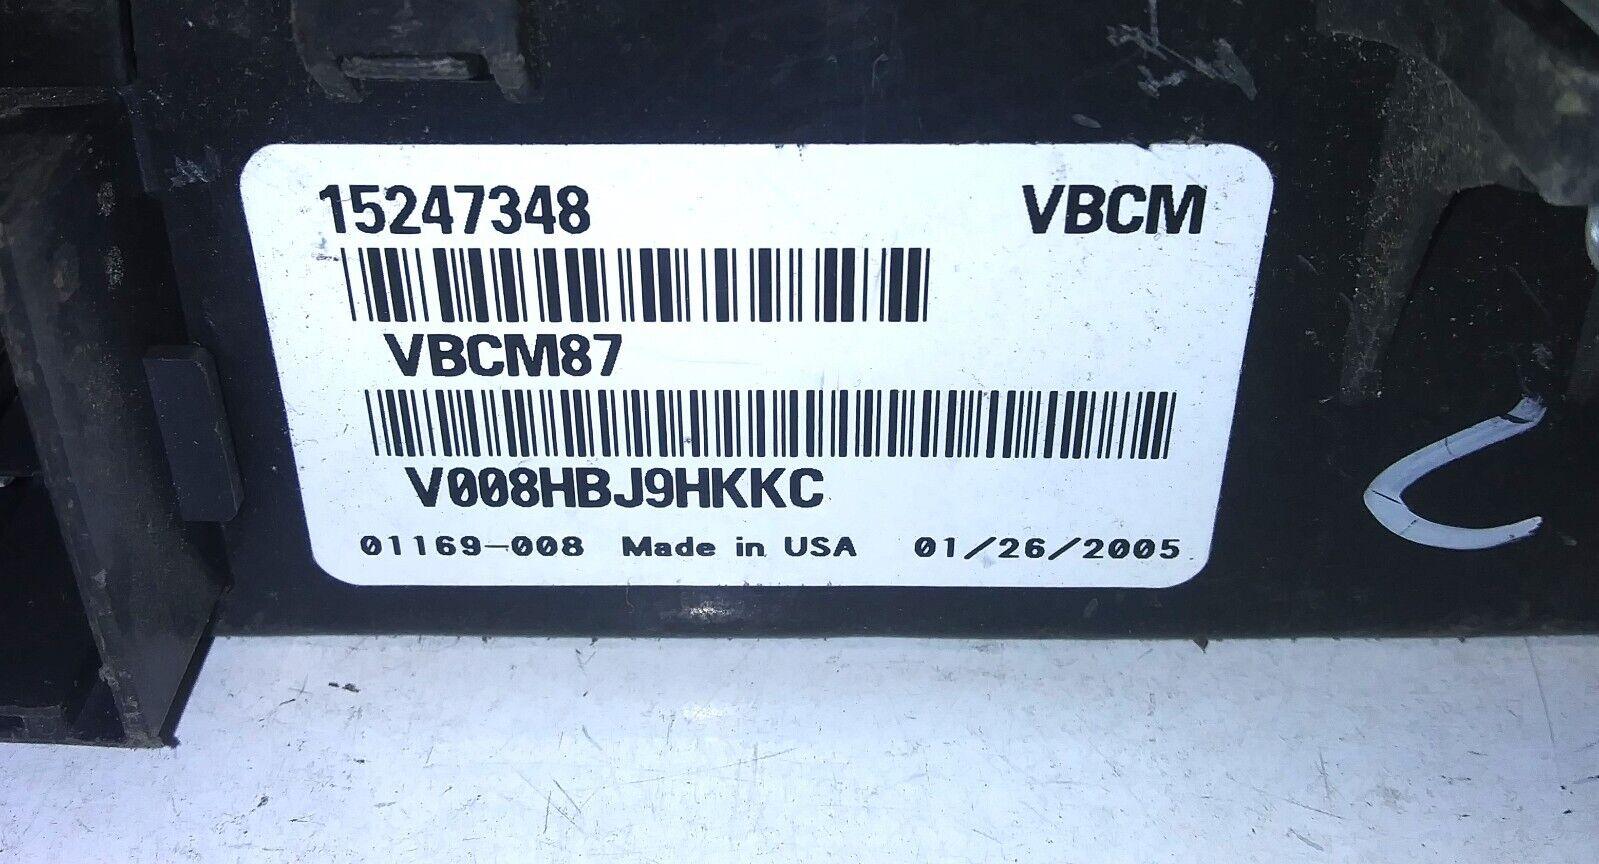 15247348 VBCM
VBCM87
V008HBJ9HKKC
01169-008 Made in USA 01/26/2005